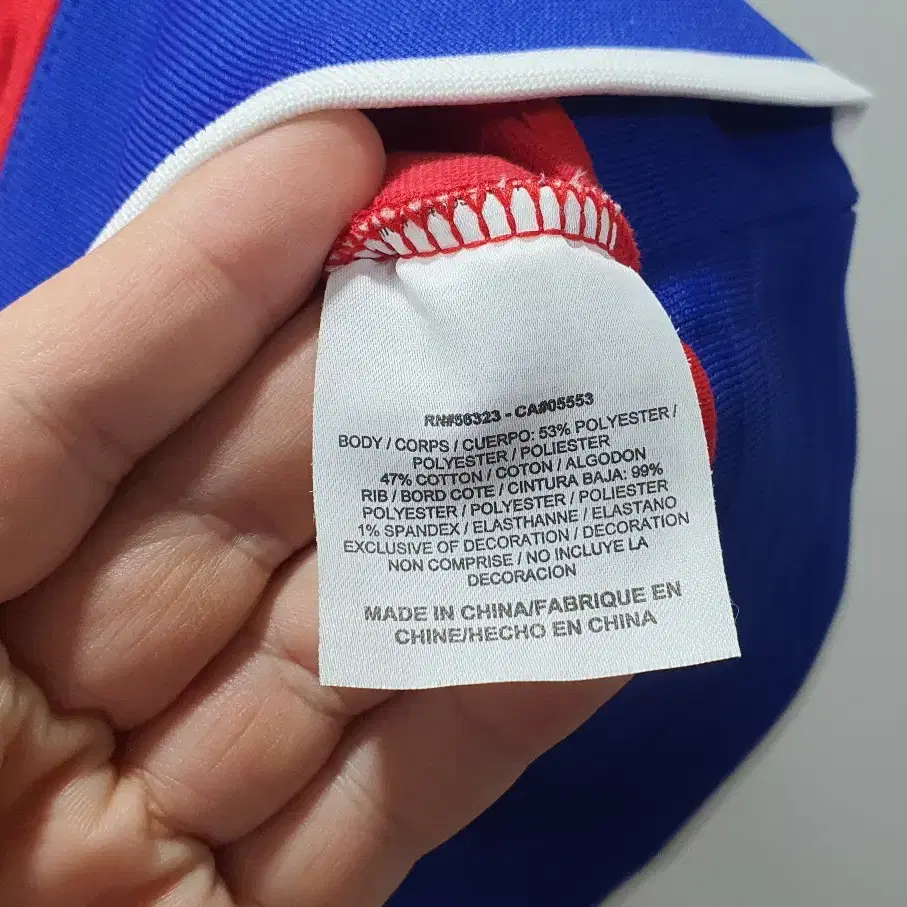 RN#56323 - CA#05553
BODY / CORPS / CUERPO: 53% POLYESTER /
POLYESTER / POLIESTER
47% COTTON / COTON / ALGODON
RIB / BORD COTE / CINTURA BAJA: 99%
POLYESTER / POLYESTER / POLIESTER
1% SPANDEX / ELASTHANNE / ELASTANO
EXCLUSIVE OF DECORATION / DECORATION
NON COMPRISE / NO INCLUYE LA
DECORACION
MADE IN CHINA/FABRIQUE EN
CHINE/HECHO EN CHINA